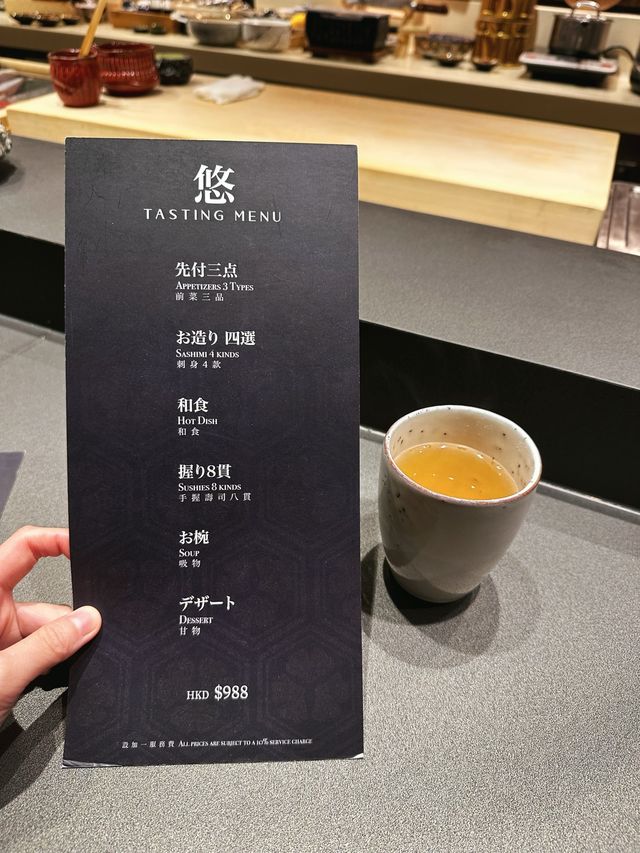 悠
TASTING MENU
先付三点
APPETIZERS 3 TYPES
前菜三品
お造り 四選
SASHIMI 4 KINDS
刺身4款
和食
HOT DISH
和食
握り8貫
SUSHIES 8 KINDS
手握壽司八貫
お椀
SOUP
吸物
デザート
DESSERT
甘物
HKD $988
設加一服務費 ALL PRICES ARE SUBJECT TO A 10% SERVICE CHARGE